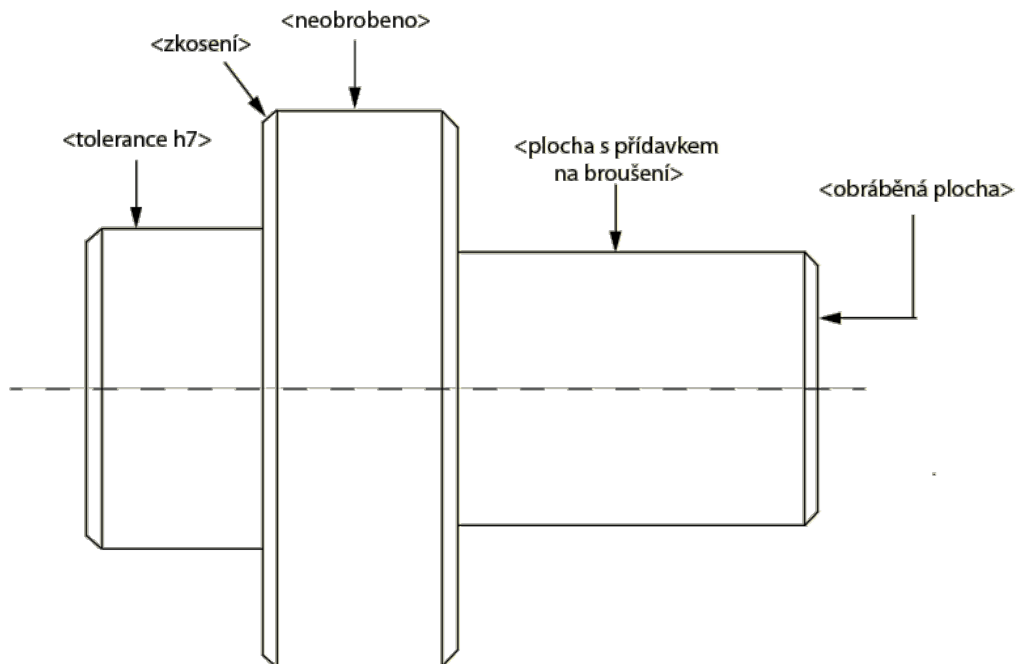 <neobrobeno>
<zkosení>
<tolerance h7>
<plocha s přídavkem
na broušení>
<obráběná plocha>